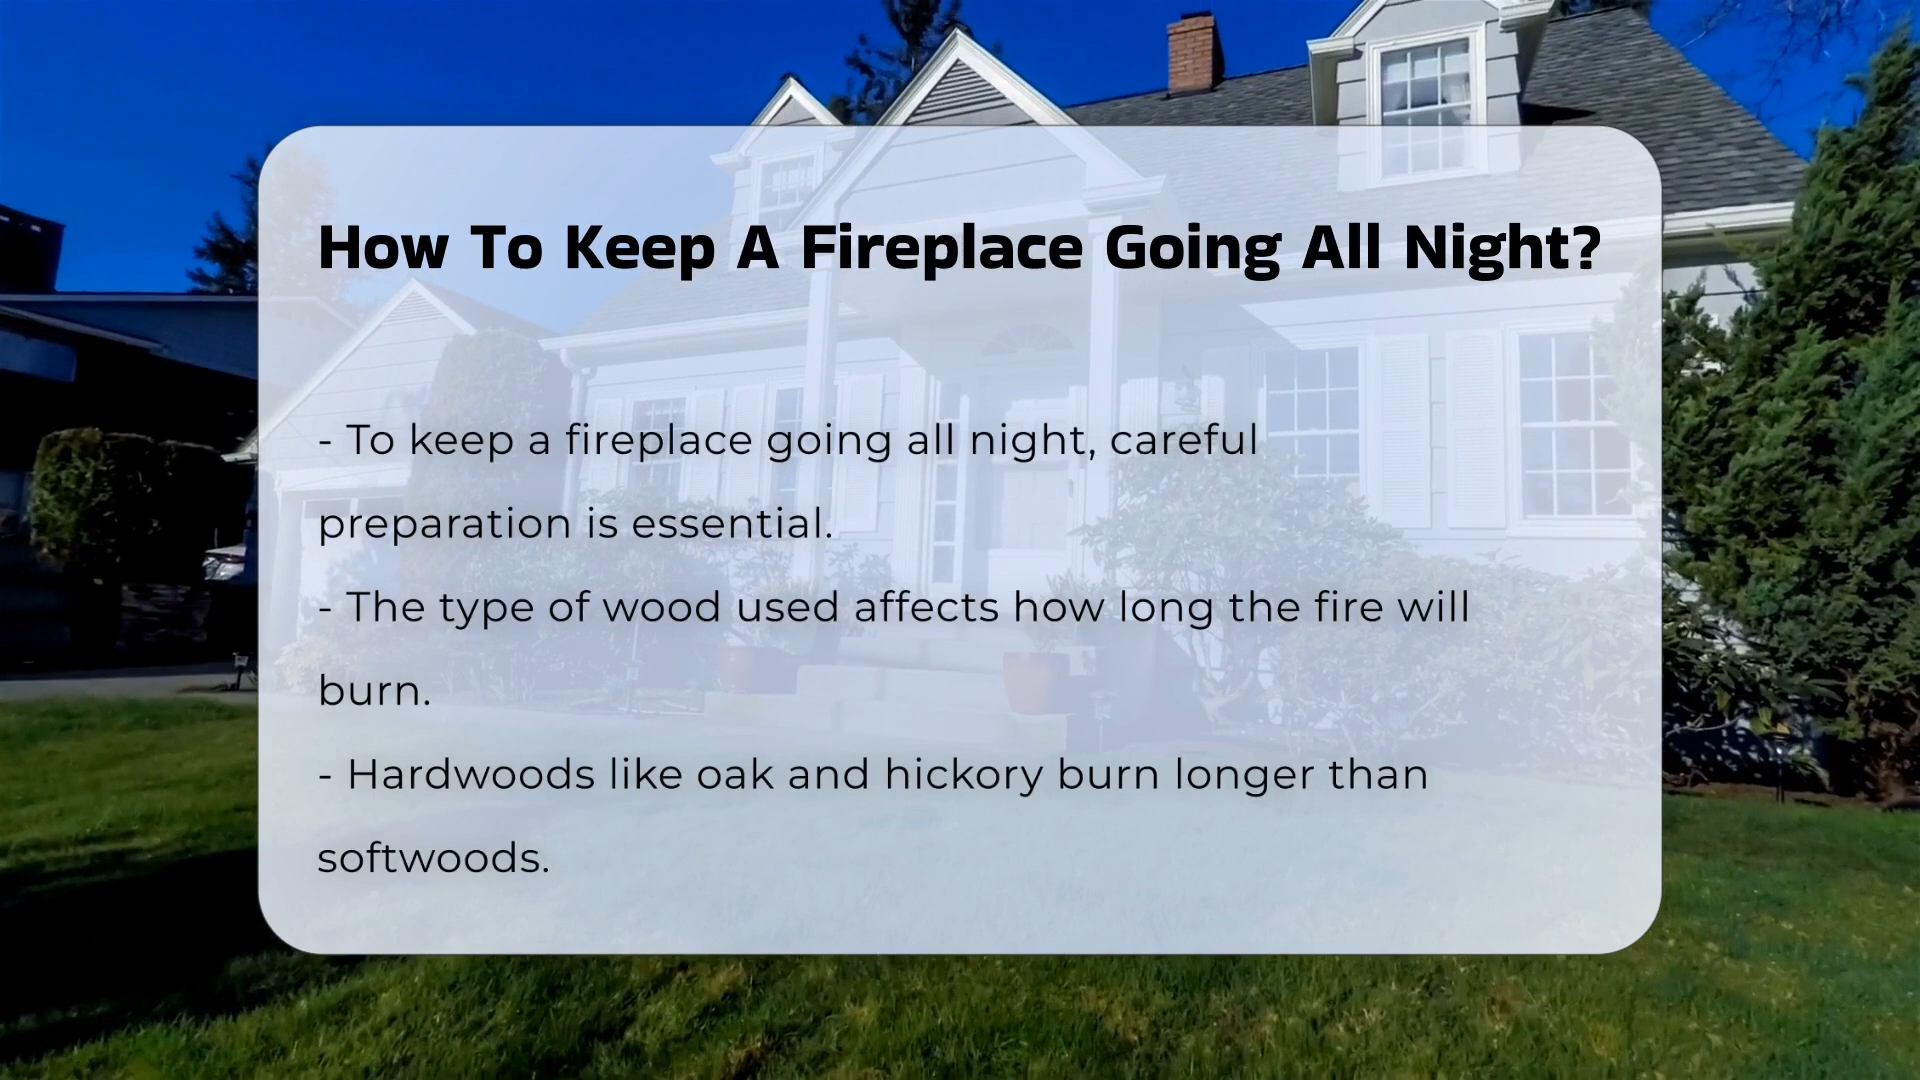 How To Keep A Fireplace Going All Night?
- To keep a fireplace going all night, careful
preparation is essential.
- The type of wood used affects how long the fire will
burn.
- Hardwoods like oak and hickory burn longer than
softwoods.